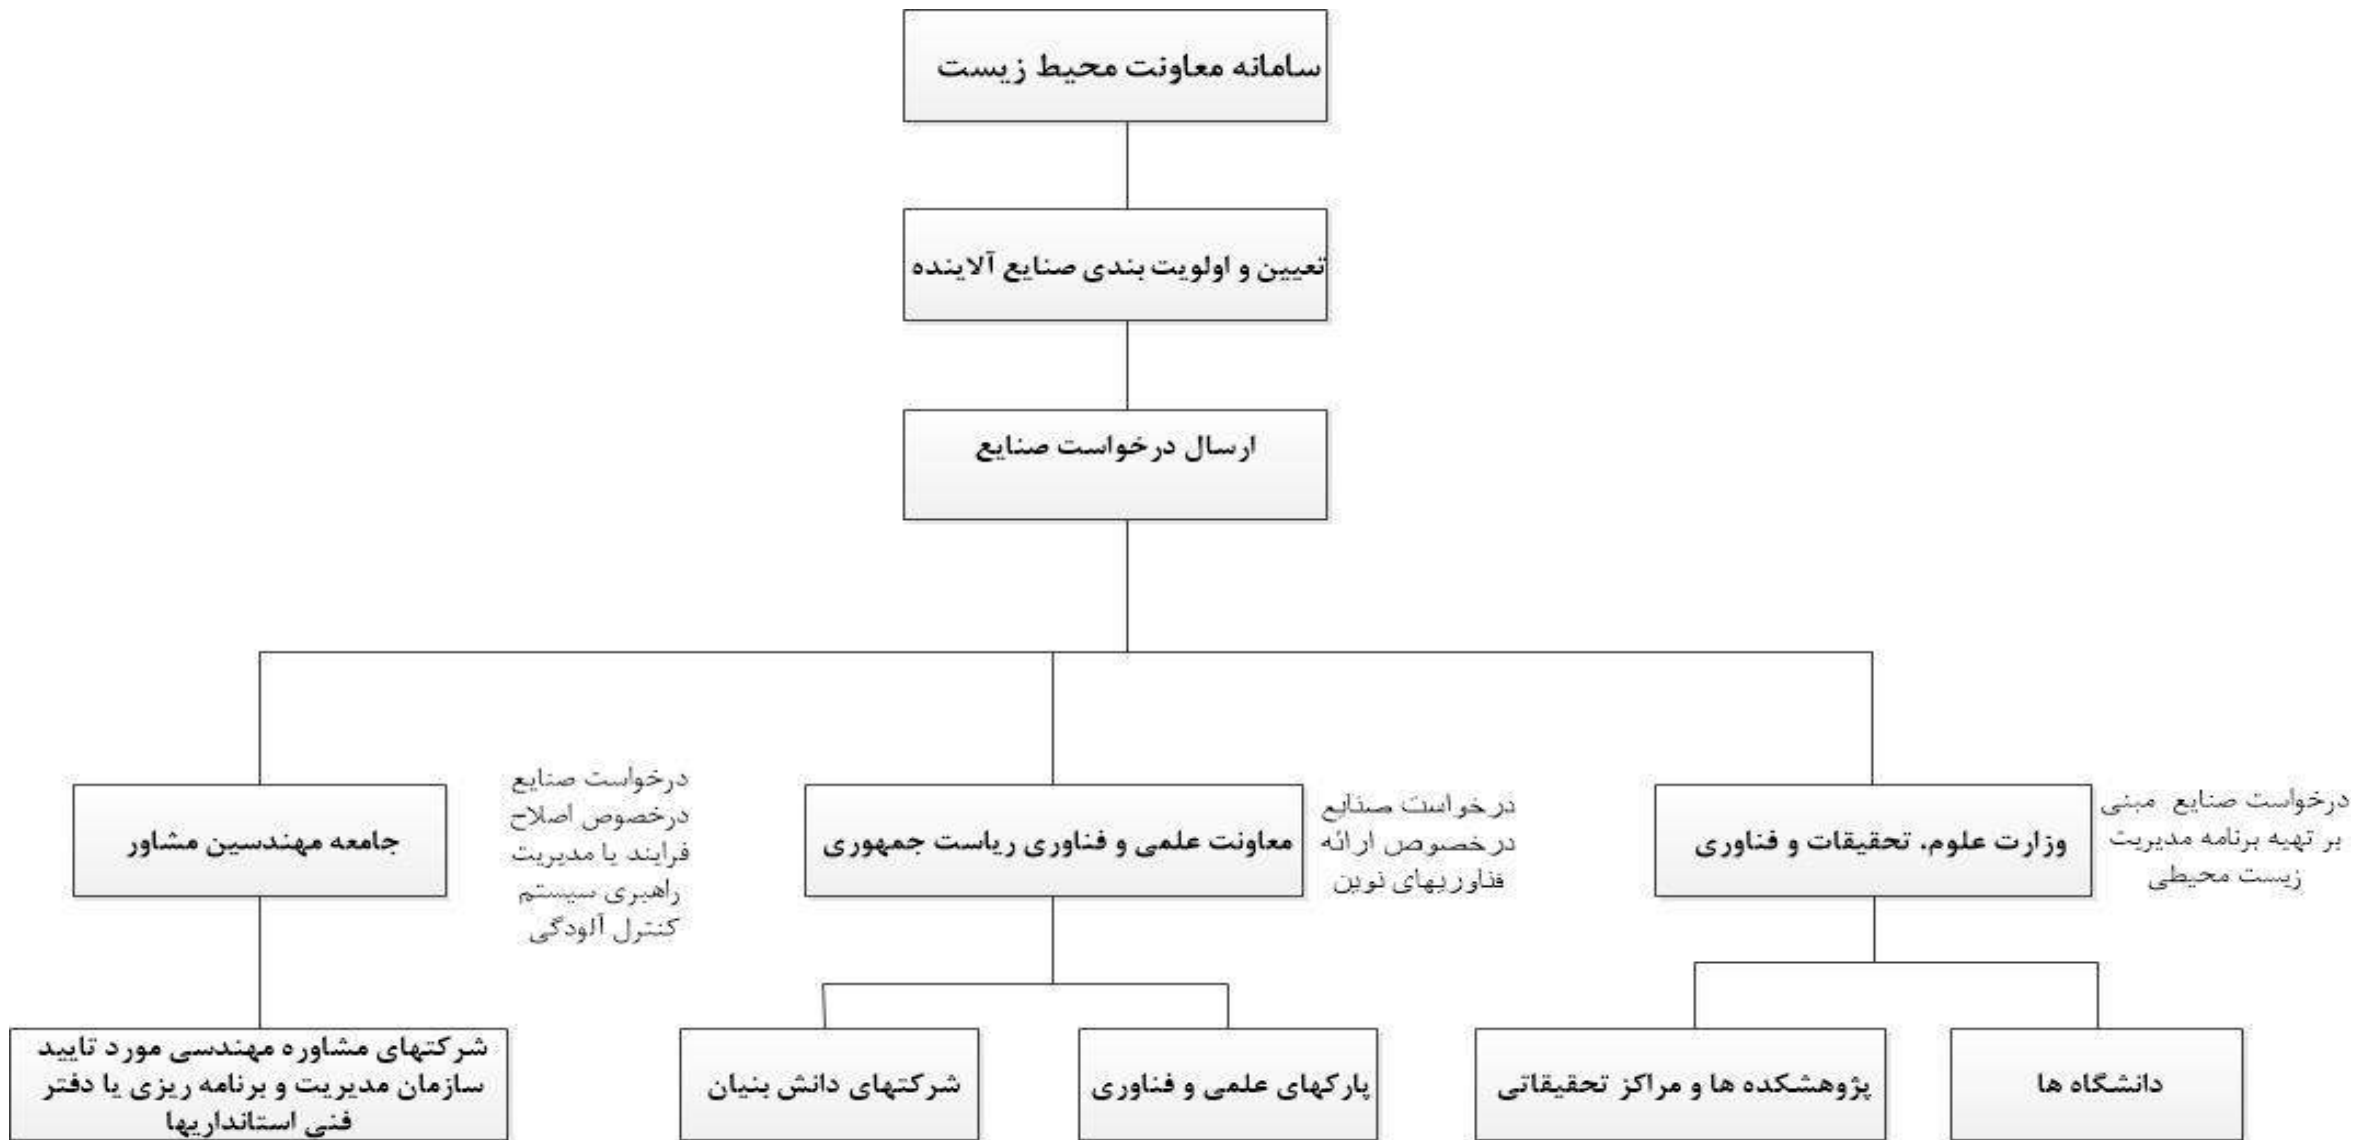 سامانه معاونت محیط زیست
تعیین و اولویت بندی صنایع آلاینده
ارسال درخواست صنایع
درخواست صنایع مبنی
بر تهیه برنامه مدیریت
زیست محیطی
وزارت علوم، تحقیقات و فناوری
درخواست صنایع
درخصوص ارائه
فناوریهای نوین
معاونت علمی و فناوری ریاست جمهوری
درخواست صنایع
درخصوص اصلاح
فرایند یا مدیریت
راهبری سیستم
کنترل آلودگی
جامعه مهندسین مشاور
دانشگاه ها
پژوهشکده ها و مراکز تحقیقاتی
پارکهای علمی و فناوری
شرکتهای دانش بنیان
شرکتهای مشاوره مهندسی مورد تایید
سازمان مدیریت و برنامه ریزی یا دفتر
فنی استانداریها